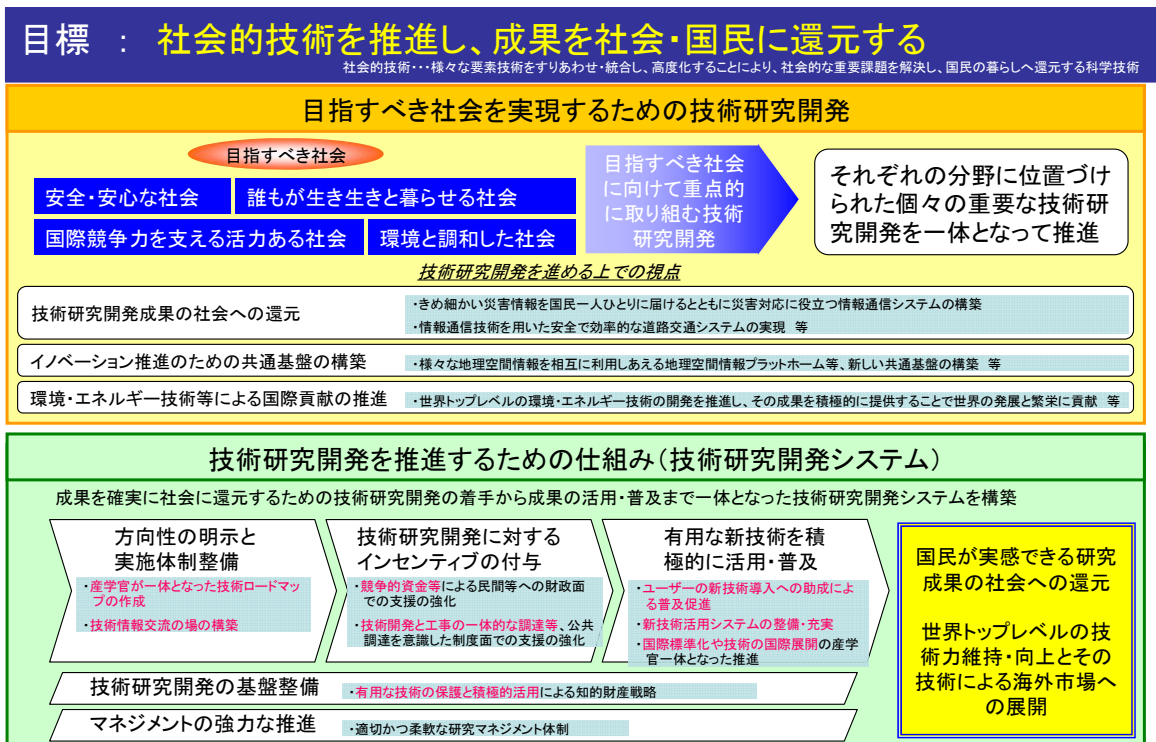 目標 : 社会的技術を推進し、成果を社会・国民に還元する
社会的技術・・・様々な要素技術をすりあわせ・統合し、高度化することにより、社会的な重要課題を解決し、国民の暮らしへ還元する科学技術
目指すべき社会を実現するための技術研究開発
目指すべき社会
安全・安心な社会
誰もが生き生きと暮らせる社会
国際競争力を支える活力ある社会
環境と調和した社会
目指すべき社会
に向けて重点的
に取り組む技術
研究開発
それぞれの分野に位置づけ
られた個々の重要な技術研
究開発を一体となって推進
技術研究開発を進める上での視点
技術研究開発成果の社会への還元
・きめ細かい災害情報を国民一人ひとりに届けるとともに災害対応に役立つ情報通信システムの構築
・情報通信技術を用いた安全で効率的な道路交通システムの実現 等
イノベーション推進のための共通基盤の構築
・様々な地理空間情報を相互に利用しあえる地理空間情報プラットホーム等、新しい共通基盤の構築 等
環境・エネルギー技術等による国際貢献の推進
・世界トップレベルの環境・エネルギー技術の開発を推進し、その成果を積極的に提供することで世界の発展と繁栄に貢献 等
技術研究開発を推進するための仕組み(技術研究開発システム)
成果を確実に社会に還元するための技術研究開発の着手から成果の活用・普及まで一体となった技術研究開発システムを構築
方向性の明示と
実施体制整備
・産学官が一体となった技術ロードマッ
プの作成
・技術情報交流の場の構築
技術研究開発に対する
インセンティブの付与
・競争的資金等による民間等への財政面
での支援の強化
・技術開発と工事の一体的な調達等、公共
調達を意識した制度面での支援の強化
有用な新技術を積
極的に活用・普及
・ユーザーの新技術導入への助成によ
る普及促進
・新技術活用システムの整備・充実
・国際標準化や技術の国際展開の産学
官一体となった推進
国民が実感できる研究
成果の社会への還元
世界トップレベルの技
術力維持・向上とその
技術による海外市場へ
の展開
技術研究開発の基盤整備
・有用な技術の保護と積極的活用による知的財産戦略
マネジメントの強力な推進
・適切かつ柔軟な研究マネジメント体制